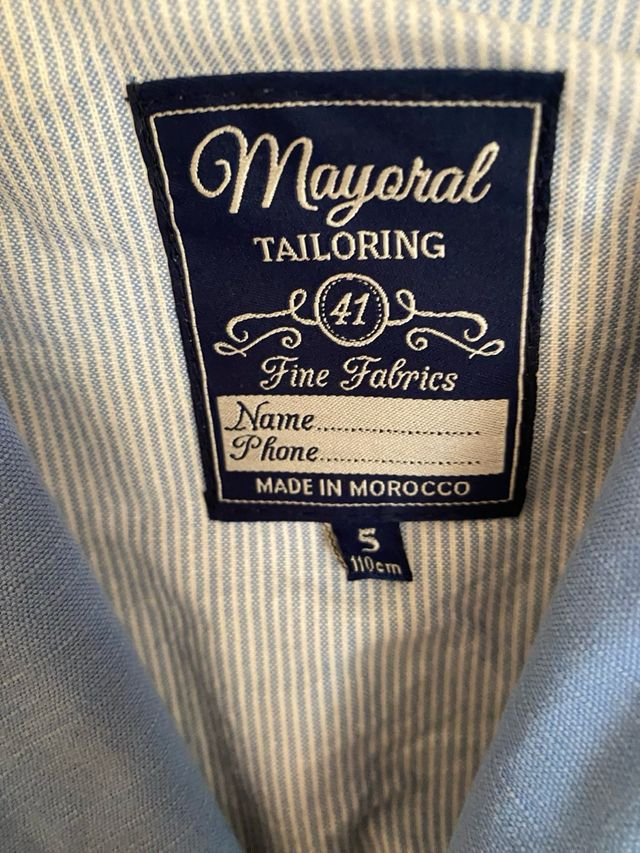 Mayoral
TAILORING
41
Fine Fabrics
Name....................
Phone....................
MADE IN MOROCCO
5
110cm